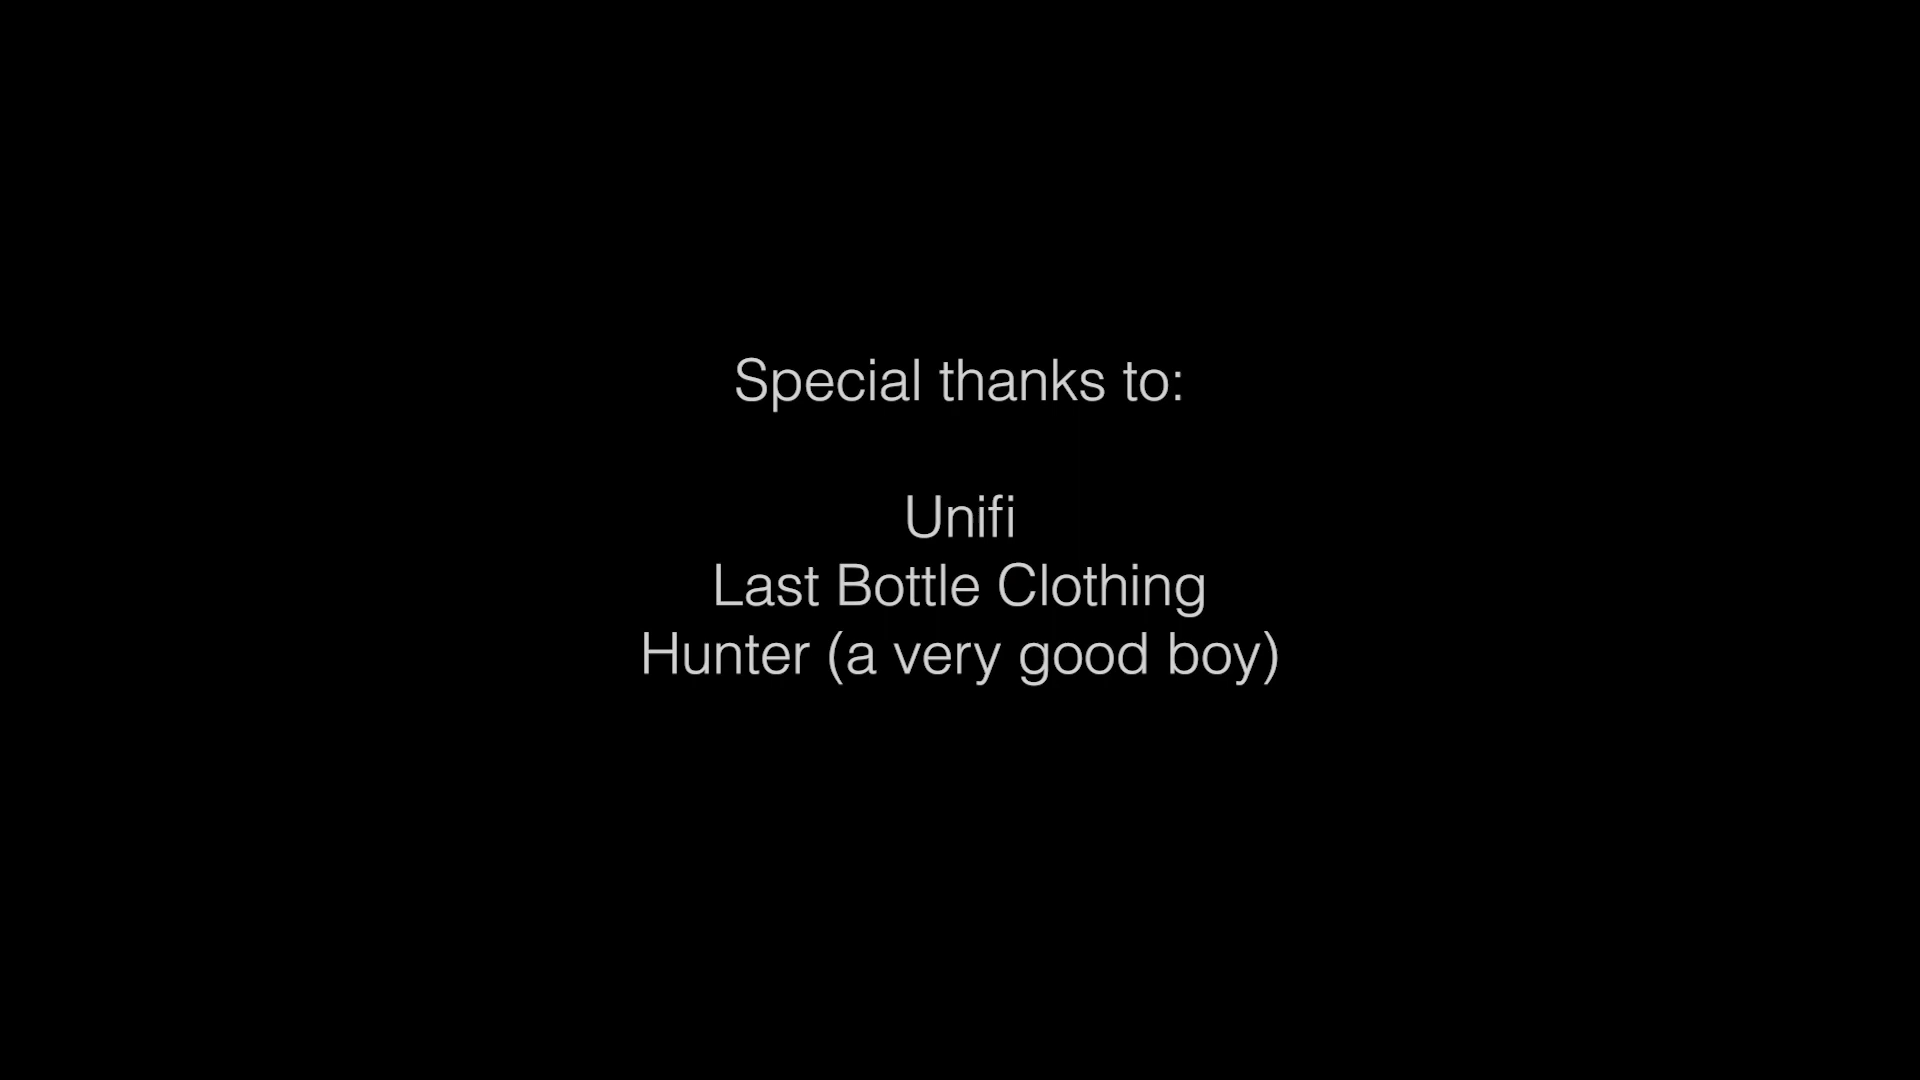 Special thanks to:
Unifi
Last Bottle Clothing
Hunter (a very good boy)